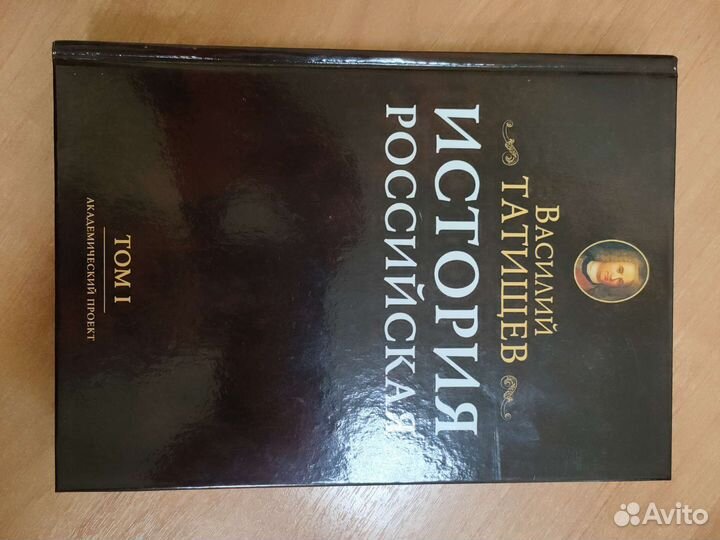 Василий
ТАТИЩЕВ
ИСТОРИЯ
РОССИЙСКАЯ
ТОМ I
АКАДЕМИЧЕСКИЙ ПРОЕКТ
Avito